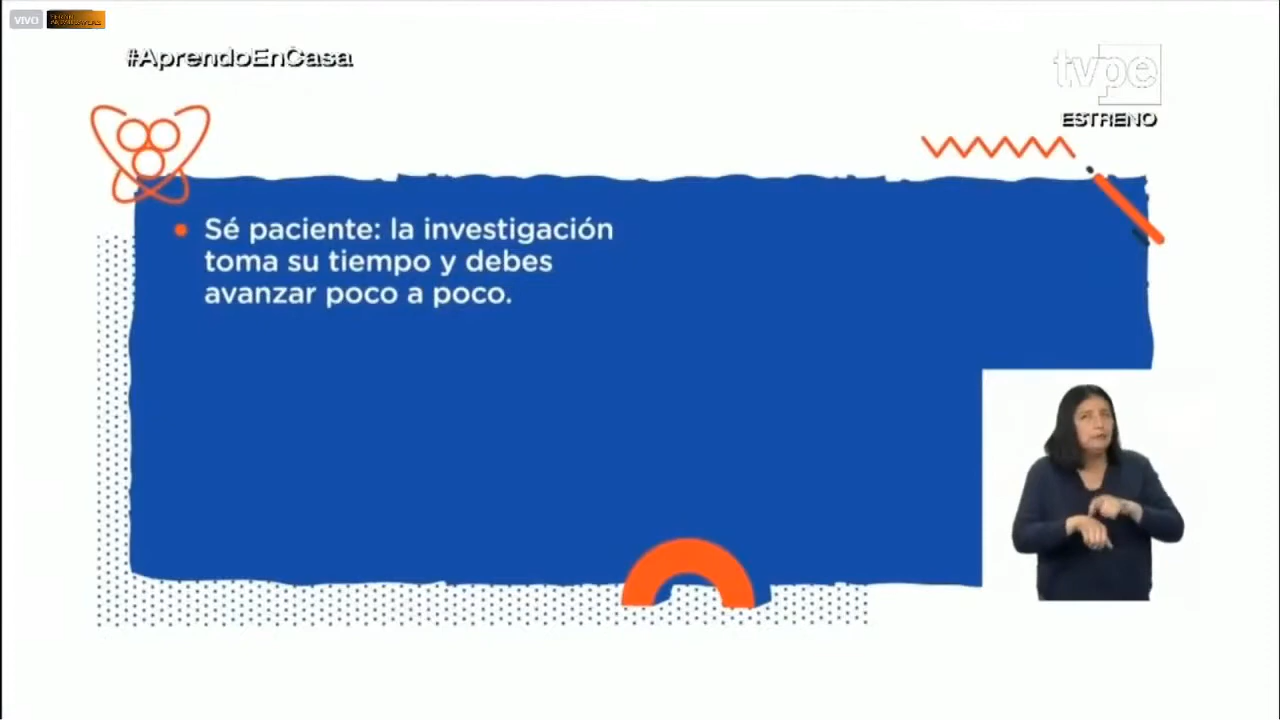 VIVO
#AprendoEnCasa
tvpe
ESTRENO
Sé paciente: la investigación
toma su tiempo y debes
avanzar poco a poco.